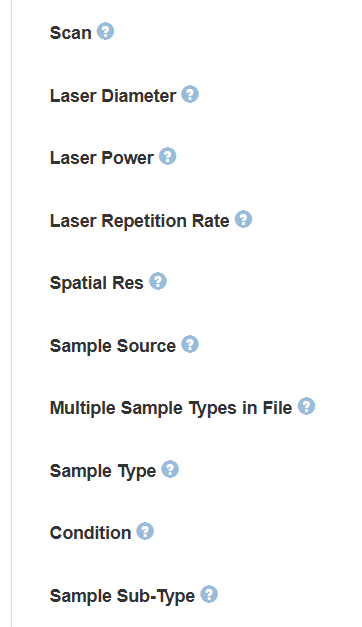 Scan ?
Laser Diameter ?
Laser Power ?
Laser Repetition Rate ?
Spatial Res ?
Sample Source ?
Multiple Sample Types in File ?
Sample Type ?
Condition ?
Sample Sub-Type ?